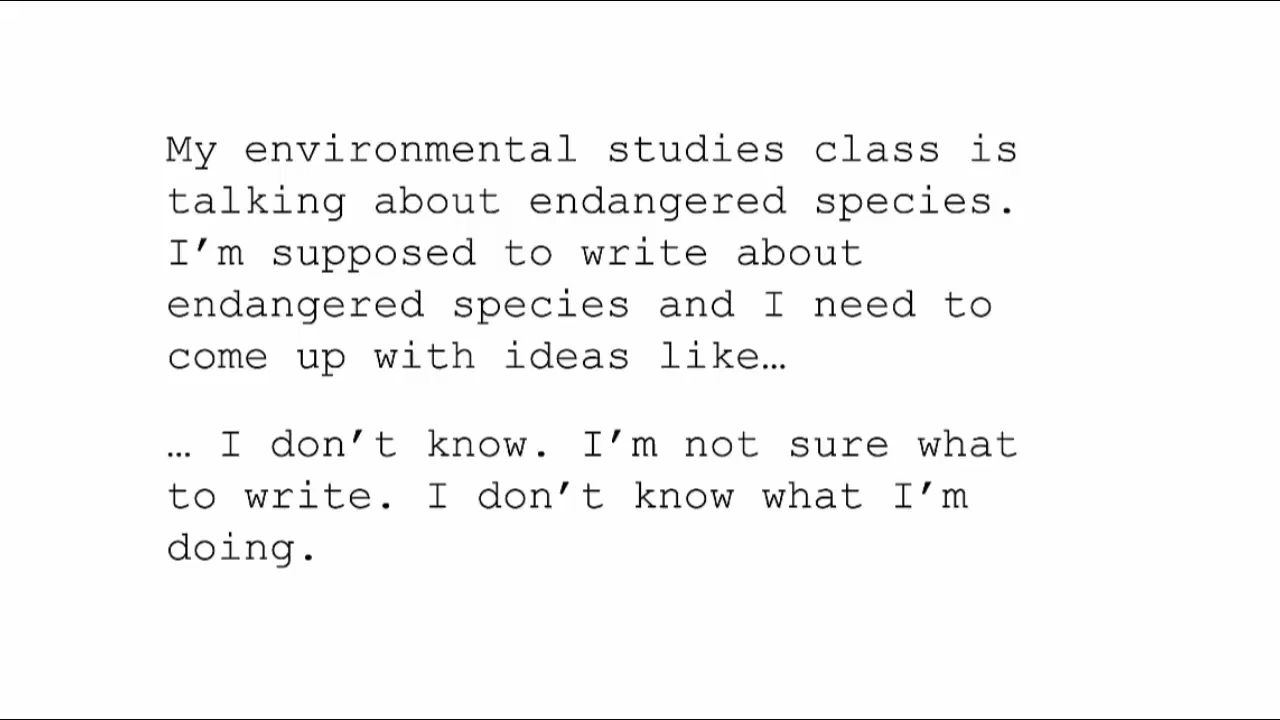 My environmental studies class is
talking about endangered species.
I’m supposed to write about
endangered species and I need to
come up with ideas like…
… I don’t know. I’m not sure what
to write. I don’t know what I’m
doing.